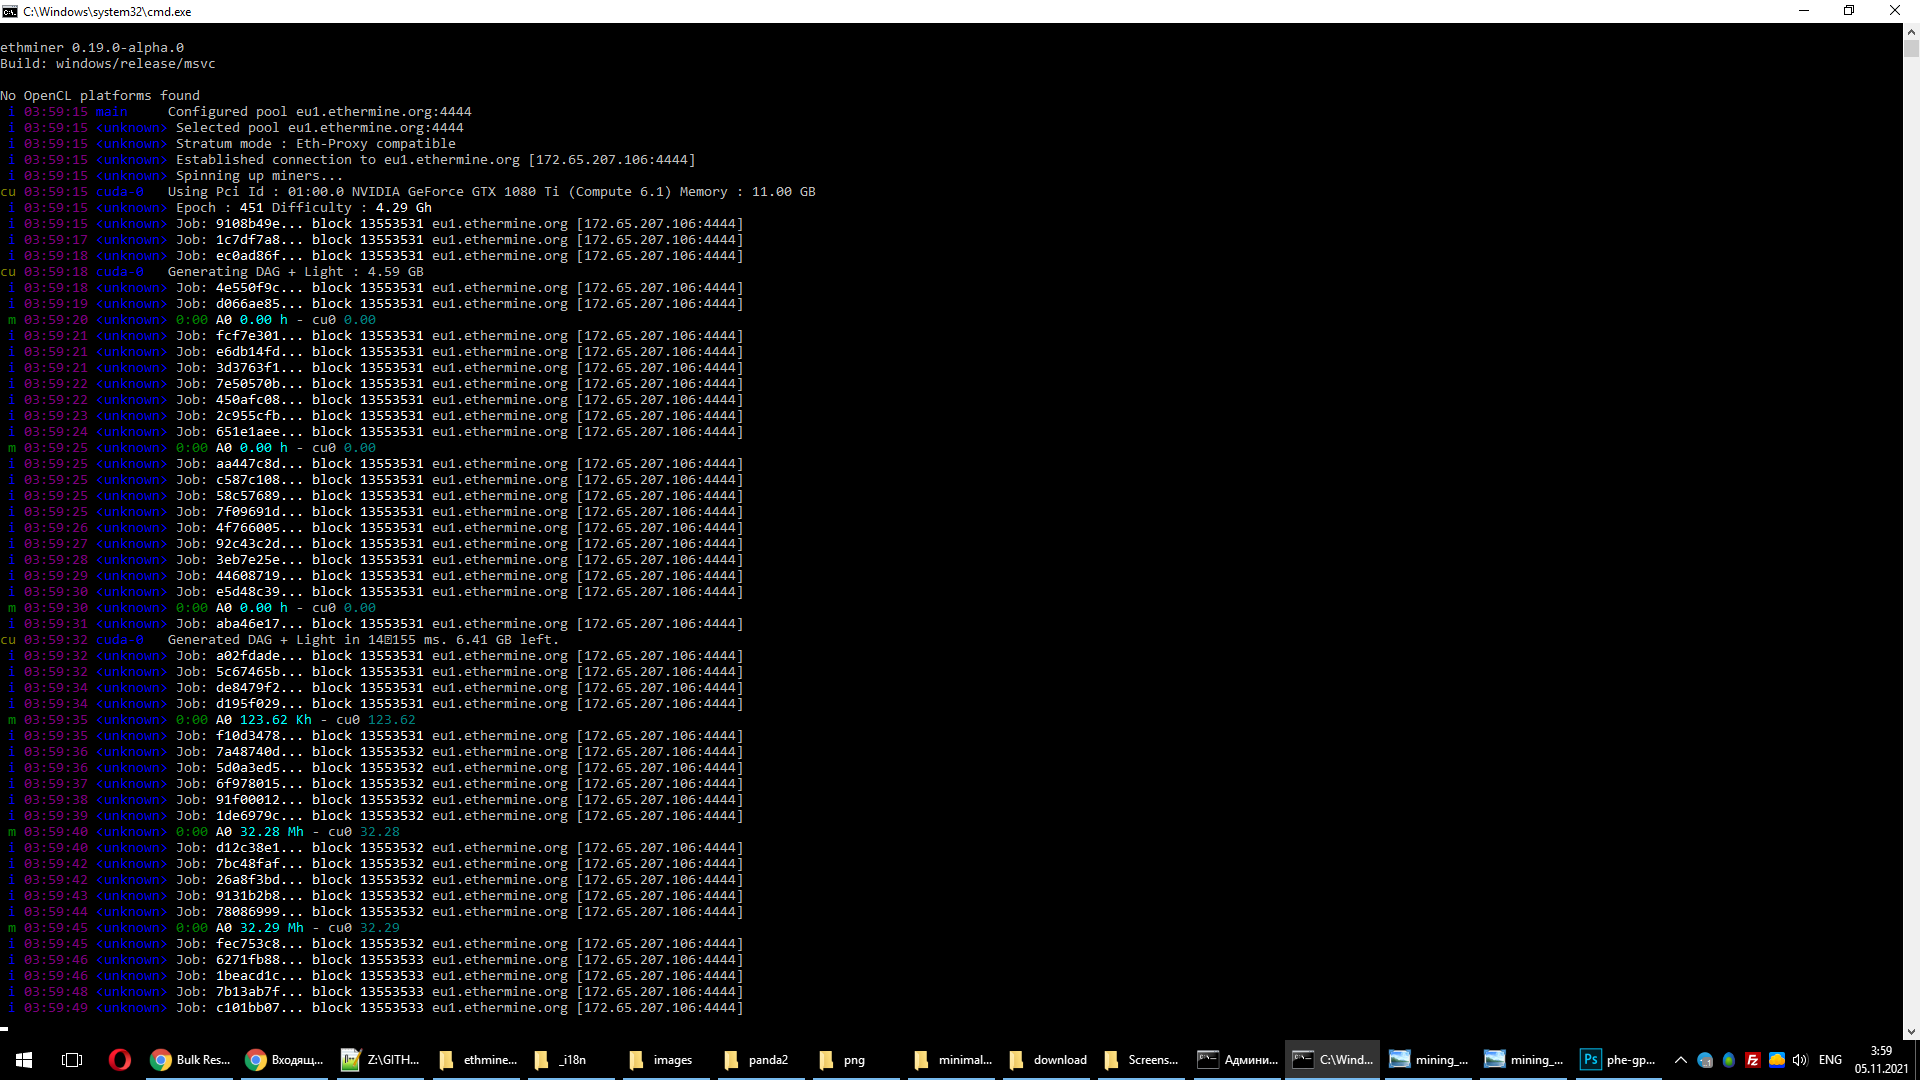 C:\Windows\system32\cmd.exe
ethminer 0.19.0-alpha.0
Build: windows/release/msvc
No OpenCL platforms found
i 03:59:15 main Configured pool eu1.ethermine.org:4444
i 03:59:15 <unknown> Selected pool eu1.ethermine.org:4444
i 03:59:15 <unknown> Stratum mode : Eth-Proxy compatible
i 03:59:15 <unknown> Established connection to eu1.ethermine.org [172.65.207.106:4444]
i 03:59:15 <unknown> Spinning up miners...
cu 03:59:15 cuda-0 Using Pci Id : 01:00.0 NVIDIA GeForce GTX 1080 Ti (Compute 6.1) Memory : 11.00 GB
i 03:59:15 <unknown> Epoch : 451 Difficulty : 4.29 Gh
i 03:59:15 <unknown> Job: 9108b49e... block 13553531 eu1.ethermine.org [172.65.207.106:4444]
i 03:59:17 <unknown> Job: 1c7df7a8... block 13553531 eu1.ethermine.org [172.65.207.106:4444]
i 03:59:18 <unknown> Job: ec0ad86f... block 13553531 eu1.ethermine.org [172.65.207.106:4444]
cu 03:59:18 cuda-0 Generating DAG + Light : 4.59 GB
i 03:59:18 <unknown> Job: 4e550f9c... block 13553531 eu1.ethermine.org [172.65.207.106:4444]
i 03:59:19 <unknown> Job: d066ae85... block 13553531 eu1.ethermine.org [172.65.207.106:4444]
m 03:59:20 <unknown> 0:00 A0 0.00 h - cu0 0.00
i 03:59:21 <unknown> Job: fcf7e301... block 13553531 eu1.ethermine.org [172.65.207.106:4444]
i 03:59:21 <unknown> Job: e6db14fd... block 13553531 eu1.ethermine.org [172.65.207.106:4444]
i 03:59:21 <unknown> Job: 3d3763f1... block 13553531 eu1.ethermine.org [172.65.207.106:4444]
i 03:59:22 <unknown> Job: 7e50570b... block 13553531 eu1.ethermine.org [172.65.207.106:4444]
i 03:59:22 <unknown> Job: 450afc08... block 13553531 eu1.ethermine.org [172.65.207.106:4444]
i 03:59:23 <unknown> Job: 2c955cfb... block 13553531 eu1.ethermine.org [172.65.207.106:4444]
i 03:59:24 <unknown> Job: 651e1aee... block 13553531 eu1.ethermine.org [172.65.207.106:4444]
m 03:59:25 <unknown> 0:00 A0 0.00 h - cu0 0.00
i 03:59:25 <unknown> Job: aa447c8d... block 13553531 eu1.ethermine.org [172.65.207.106:4444]
i 03:59:25 <unknown> Job: c587c108... block 13553531 eu1.ethermine.org [172.65.207.106:4444]
i 03:59:25 <unknown> Job: 58c57689... block 13553531 eu1.ethermine.org [172.65.207.106:4444]
i 03:59:25 <unknown> Job: 7f09691d... block 13553531 eu1.ethermine.org [172.65.207.106:4444]
i 03:59:26 <unknown> Job: 4f766005... block 13553531 eu1.ethermine.org [172.65.207.106:4444]
i 03:59:27 <unknown> Job: 92c43c2d... block 13553531 eu1.ethermine.org [172.65.207.106:4444]
i 03:59:28 <unknown> Job: 3eb7e25e... block 13553531 eu1.ethermine.org [172.65.207.106:4444]
i 03:59:29 <unknown> Job: 44608719... block 13553531 eu1.ethermine.org [172.65.207.106:4444]
i 03:59:30 <unknown> Job: e5d48c39... block 13553531 eu1.ethermine.org [172.65.207.106:4444]
m 03:59:30 <unknown> 0:00 A0 0.00 h - cu0 0.00
i 03:59:31 <unknown> Job: aba46e17... block 13553531 eu1.ethermine.org [172.65.207.106:4444]
cu 03:59:32 cuda-0 Generated DAG + Light in 14�155 ms. 6.41 GB left.
i 03:59:32 <unknown> Job: a02fdade... block 13553531 eu1.ethermine.org [172.65.207.106:4444]
i 03:59:32 <unknown> Job: 5c67465b... block 13553531 eu1.ethermine.org [172.65.207.106:4444]
i 03:59:34 <unknown> Job: de8479f2... block 13553531 eu1.ethermine.org [172.65.207.106:4444]
i 03:59:34 <unknown> Job: d195f029... block 13553531 eu1.ethermine.org [172.65.207.106:4444]
m 03:59:35 <unknown> 0:00 A0 123.62 Kh - cu0 123.62
i 03:59:35 <unknown> Job: f10d3478... block 13553531 eu1.ethermine.org [172.65.207.106:4444]
i 03:59:36 <unknown> Job: 7a48740d... block 13553532 eu1.ethermine.org [172.65.207.106:4444]
i 03:59:36 <unknown> Job: 5d0a3ed5... block 13553532 eu1.ethermine.org [172.65.207.106:4444]
i 03:59:37 <unknown> Job: 6f978015... block 13553532 eu1.ethermine.org [172.65.207.106:4444]
i 03:59:38 <unknown> Job: 91f00012... block 13553532 eu1.ethermine.org [172.65.207.106:4444]
i 03:59:39 <unknown> Job: 1de6979c... block 13553532 eu1.ethermine.org [172.65.207.106:4444]
m 03:59:40 <unknown> 0:00 A0 32.28 Mh - cu0 32.28
i 03:59:40 <unknown> Job: d12c38e1... block 13553532 eu1.ethermine.org [172.65.207.106:4444]
i 03:59:42 <unknown> Job: 7bc48faf... block 13553532 eu1.ethermine.org [172.65.207.106:4444]
i 03:59:42 <unknown> Job: 26a8f3bd... block 13553532 eu1.ethermine.org [172.65.207.106:4444]
i 03:59:43 <unknown> Job: 9131b2b8... block 13553532 eu1.ethermine.org [172.65.207.106:4444]
i 03:59:44 <unknown> Job: 78086999... block 13553532 eu1.ethermine.org [172.65.207.106:4444]
m 03:59:45 <unknown> 0:00 A0 32.29 Mh - cu0 32.29
i 03:59:45 <unknown> Job: fec753c8... block 13553532 eu1.ethermine.org [172.65.207.106:4444]
i 03:59:46 <unknown> Job: 6271fb88... block 13553533 eu1.ethermine.org [172.65.207.106:4444]
i 03:59:46 <unknown> Job: 1beacd1c... block 13553533 eu1.ethermine.org [172.65.207.106:4444]
i 03:59:48 <unknown> Job: 7b13ab7f... block 13553533 eu1.ethermine.org [172.65.207.106:4444]
i 03:59:49 <unknown> Job: c101bb07... block 13553533 eu1.ethermine.org [172.65.207.106:4444]
Bulk Res... Входящ... Z:\GITH... ethmine... _i18n images panda2 png minimal... download Screens... Админи... C:\Wind... mining_... mining_... Ps phe-gp... ENG 3:59
05.11.2021